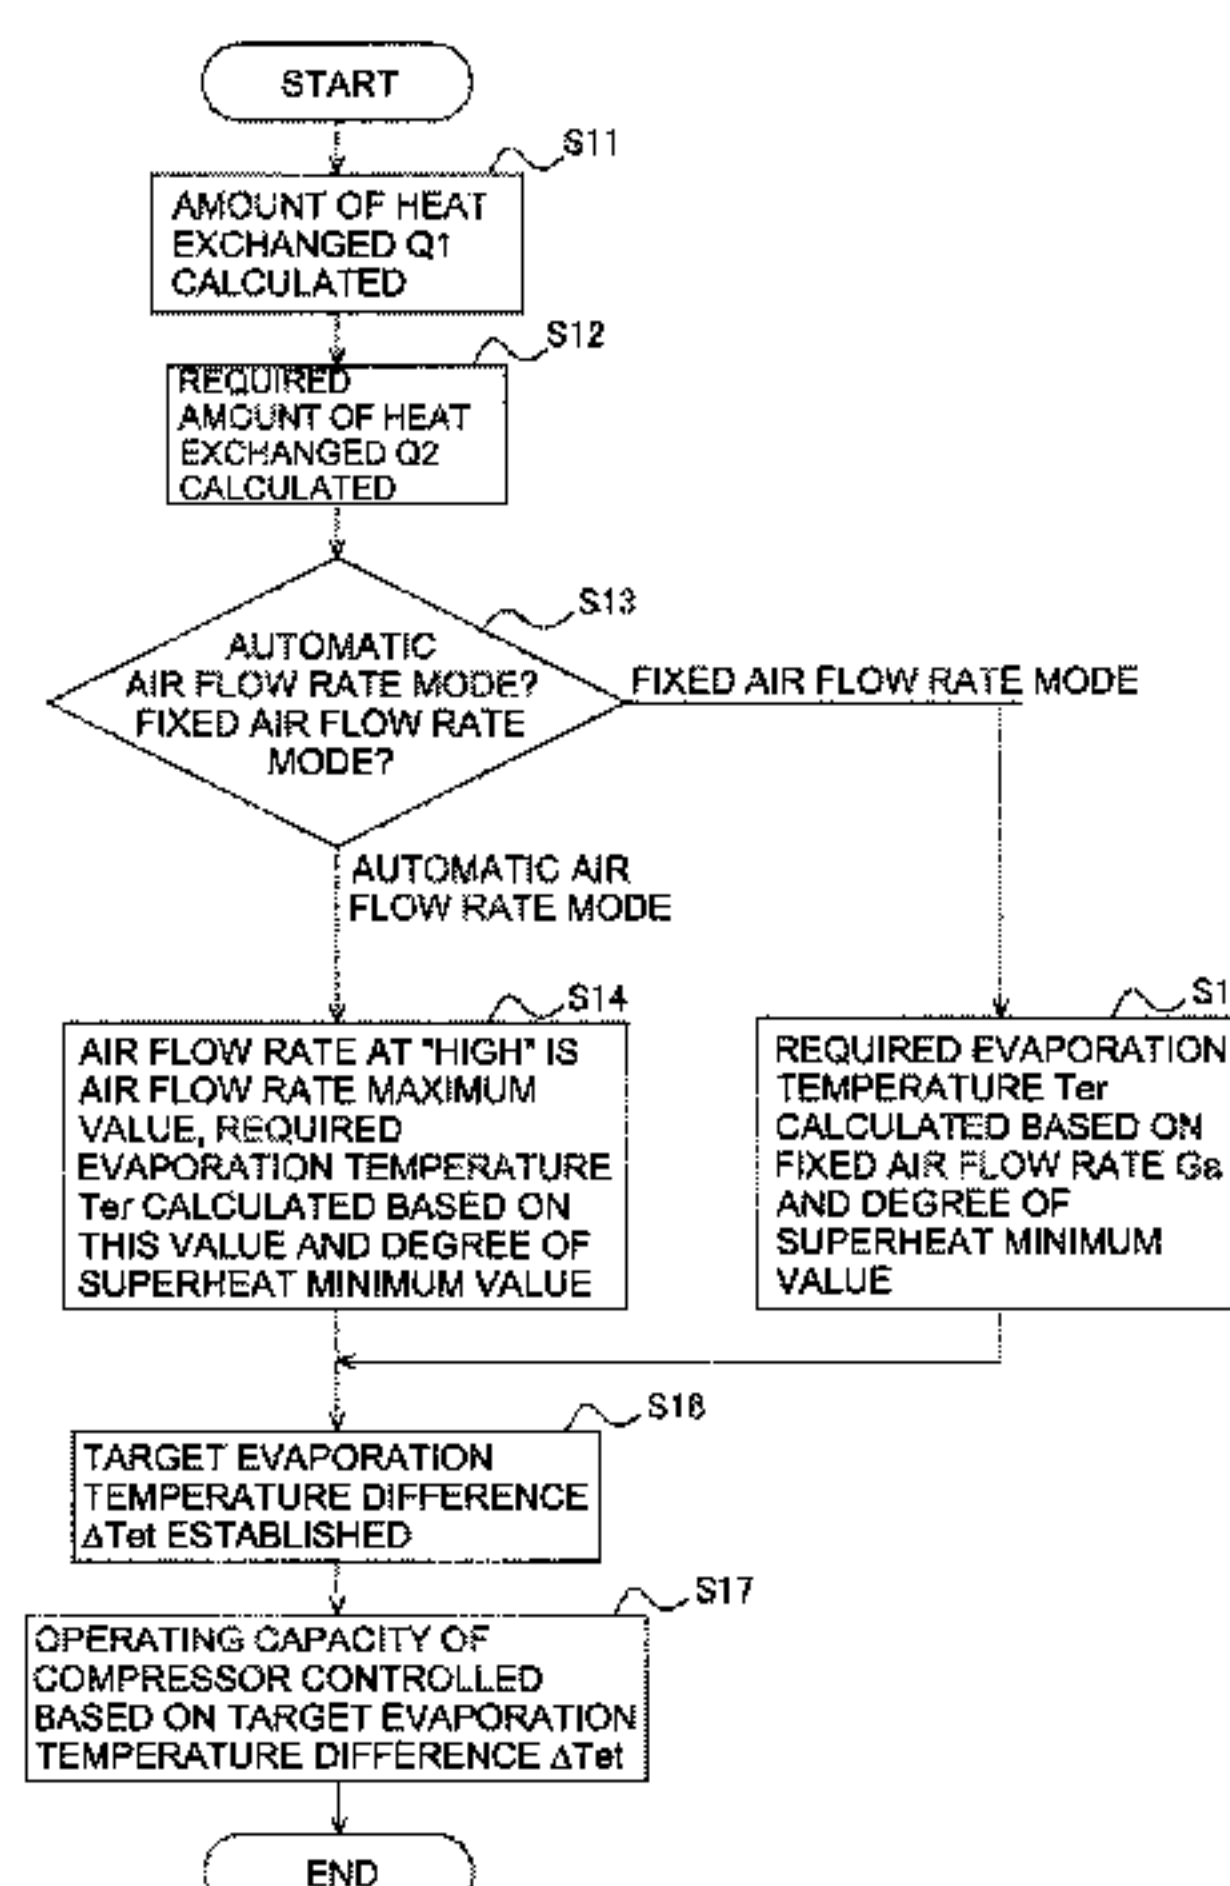 START
S11
AMOUNT OF HEAT
EXCHANGED Q1
CALCULATED
S12
REQUIRED
AMOUNT OF HEAT
EXCHANGED Q2
CALCULATED
S13
AUTOMATIC
AIR FLOW RATE MODE?
FIXED AIR FLOW RATE
MODE?
FIXED AIR FLOW RATE MODE
AUTOMATIC AIR
FLOW RATE MODE
S14
AIR FLOW RATE AT "HIGH" IS
AIR FLOW RATE MAXIMUM
VALUE, REQUIRED
EVAPORATION TEMPERATURE
Ter CALCULATED BASED ON
THIS VALUE AND DEGREE OF
SUPERHEAT MINIMUM VALUE
S1
REQUIRED EVAPORATION
TEMPERATURE Ter
CALCULATED BASED ON
FIXED AIR FLOW RATE Ga
AND DEGREE OF
SUPERHEAT MINIMUM
VALUE
S16
TARGET EVAPORATION
TEMPERATURE DIFFERENCE
ΔTet ESTABLISHED
S17
OPERATING CAPACITY OF
COMPRESSOR CONTROLLED
BASED ON TARGET EVAPORATION
TEMPERATURE DIFFERENCE ΔTet
END